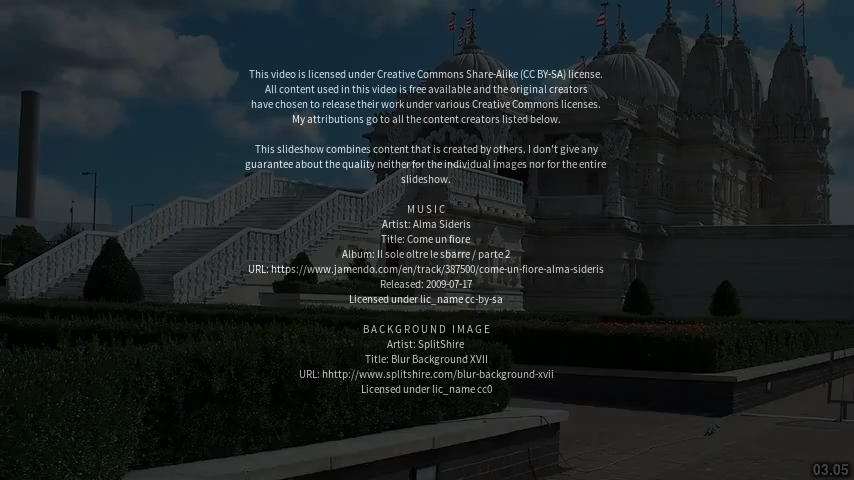 This video is licensed under Creative Commons Share-Alike (CC BY-SA) license.
All content used in this video is free available and the original creators
have chosen to release their work under various Creative Commons licenses.
My attributions go to all the content creators listed below.
This slideshow combines content that is created by others. I don't give any
guarantee about the quality neither for the individual images nor for the entire
slideshow.
MUSIC
Artist: Alma Sideris
Title: Come un fiore
Album: Il sole oltre le sbarre / parte 2
URL: https://www.jamendo.com/en/track/387500/come-un-fiore-alma-sideris
Released: 2009-07-17
Licensed under lic_name cc-by-sa
BACKGROUND IMAGE
Artist: SplitShire
Title: Blur Background XVII
URL: hhttp://www.splitshire.com/blur-background-xvii
Licensed under lic_name cc0
03.05